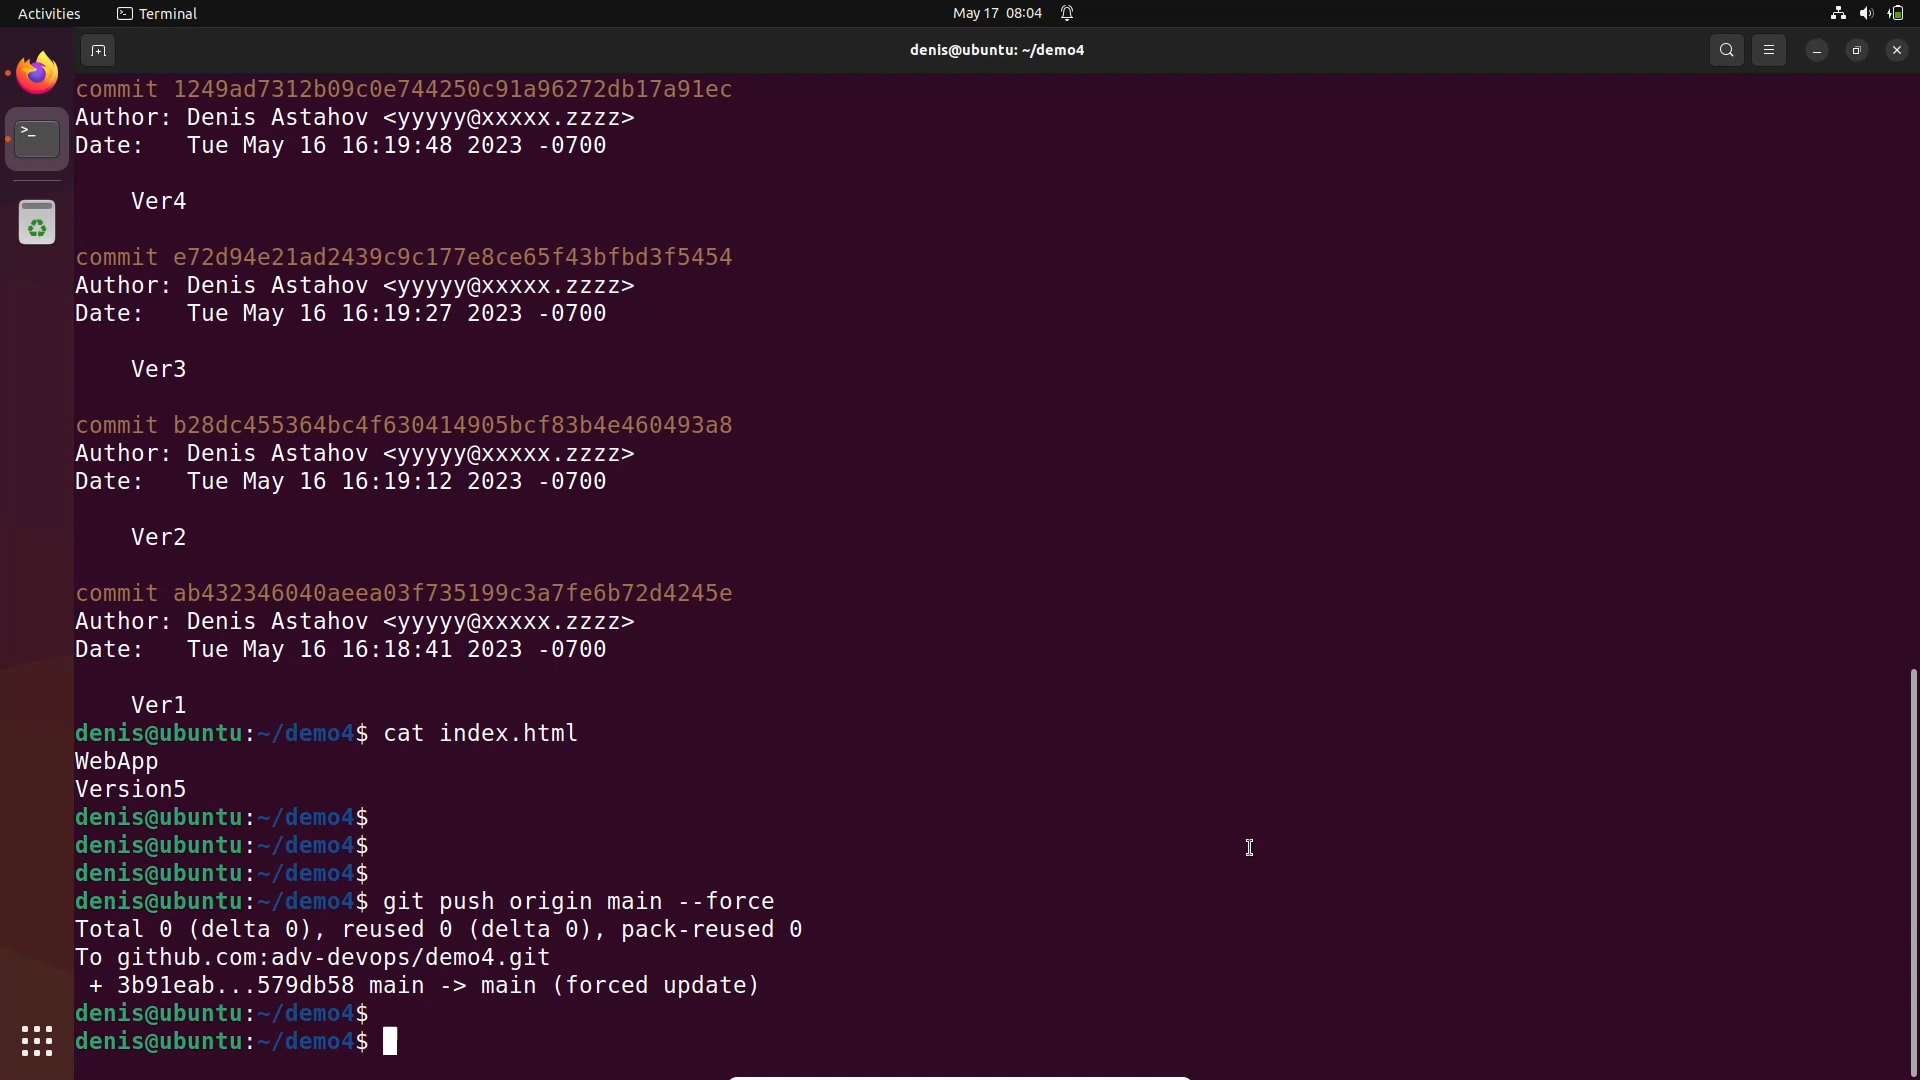 Activities
Terminal
May 17 08:04
denis@ubuntu: ~/demo4
commit 1249ad7312b09c0e744250c91a96272db17a91ec
Author: Denis Astahov <yyyyy@xxxxx.zzzz>
Date:   Tue May 16 16:19:48 2023 -0700
Ver4
commit e72d94e21ad2439c9c177e8ce65f43bfbd3f5454
Author: Denis Astahov <yyyyy@xxxxx.zzzz>
Date:   Tue May 16 16:19:27 2023 -0700
Ver3
commit b28dc455364bc4f630414905bcf83b4e460493a8
Author: Denis Astahov <yyyyy@xxxxx.zzzz>
Date:   Tue May 16 16:19:12 2023 -0700
Ver2
commit ab432346040aeea03f735199c3a7fe6b72d4245e
Author: Denis Astahov <yyyyy@xxxxx.zzzz>
Date:   Tue May 16 16:18:41 2023 -0700
Ver1
denis@ubuntu:~/demo4$ cat index.html
WebApp
Version5
denis@ubuntu:~/demo4$
denis@ubuntu:~/demo4$
denis@ubuntu:~/demo4$
denis@ubuntu:~/demo4$ git push origin main --force
Total 0 (delta 0), reused 0 (delta 0), pack-reused 0
To github.com:adv-devops/demo4.git
 + 3b91eab...579db58 main -> main (forced update)
denis@ubuntu:~/demo4$
denis@ubuntu:~/demo4$